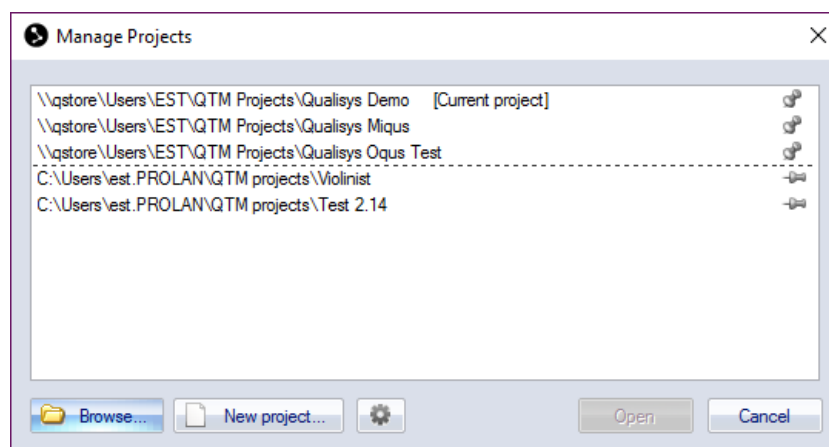 Manage Projects
\\qstore\Users\EST\QTM Projects\Qualisys Demo [Current project]
\\qstore\Users\EST\QTM Projects\Qualisys Miqus
\\qstore\Users\EST\QTM Projects\Qualisys Oqus Test
C:\Users\est.PROLAN\QTM projects\Violinist
C:\Users\est.PROLAN\QTM projects\Test 2.14
Browse... New project... Open Cancel